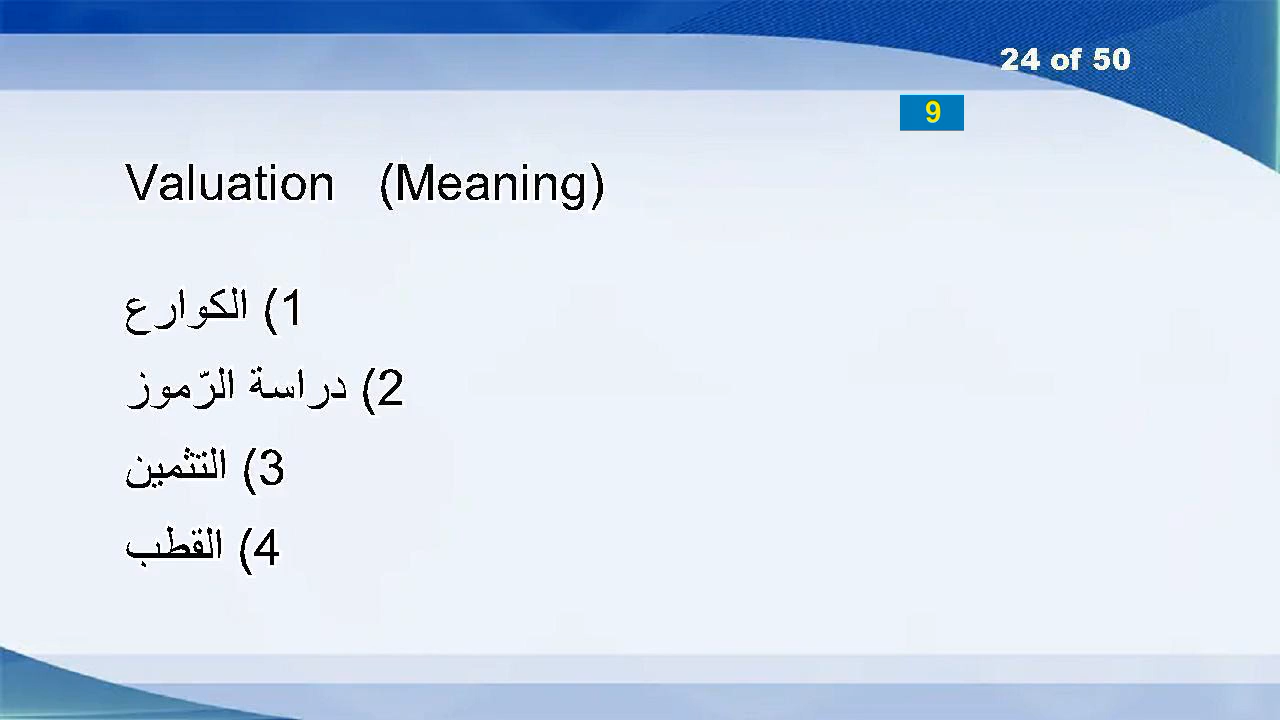 24 of 50
9
Valuation (Meaning)
1) الكوارع
2) دراسة الرّموز
3) التثمين
4) القطب